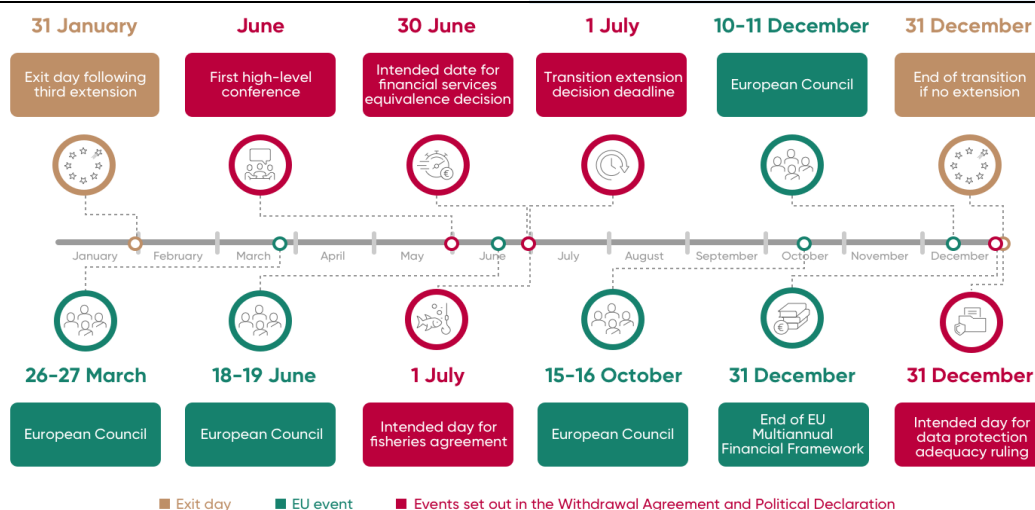 31 January
June
30 June
1 July
10-11 December
31 December
Exit day following
third extension
First high-level
conference
Intended date for
financial services
equivalence decision
Transition extension
decision deadline
European Council
End of transition
if no extension
€
January
February
March
April
May
June
July
August
September
October
November
December
€
26-27 March
18-19 June
1 July
15-16 October
31 December
31 December
European Council
European Council
Intended day for
fisheries agreement
European Council
End of EU
Multiannual
Financial Framework
Intended day for
data protection
adequacy ruling
Exit day
EU event
Events set out in the Withdrawal Agreement and Political Declaration